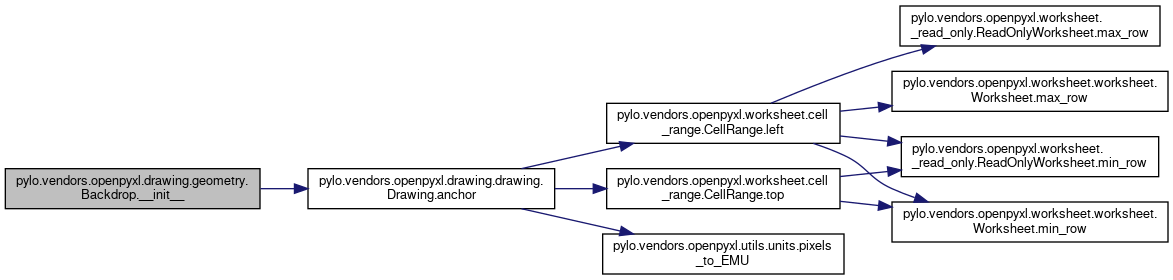 pylo.vendors.openpyxl.drawing.geometry.
Backdrop.__init__
pylo.vendors.openpyxl.drawing.drawing.
Drawing.anchor
pylo.vendors.openpyxl.worksheet.cell
_range.CellRange.left
pylo.vendors.openpyxl.worksheet.cell
_range.CellRange.top
pylo.vendors.openpyxl.utils.units.pixels
_to_EMU
pylo.vendors.openpyxl.worksheet.
_read_only.ReadOnlyWorksheet.max_row
pylo.vendors.openpyxl.worksheet.worksheet.
Worksheet.max_row
pylo.vendors.openpyxl.worksheet.
_read_only.ReadOnlyWorksheet.min_row
pylo.vendors.openpyxl.worksheet.worksheet.
Worksheet.min_row